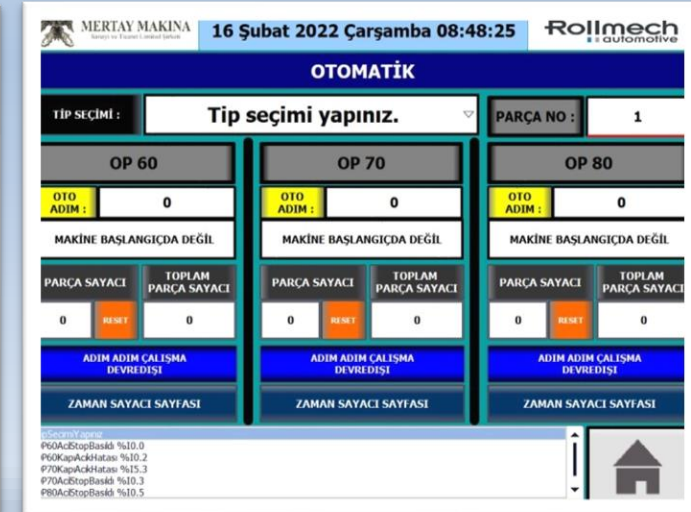 MERTAY MAKINA
Sanayi ve Ticaret Limited Şirketi
16 Şubat 2022 Çarşamba 08:48:25
Rollmech
automotive
OTOMATİK
TİP SEÇİMİ :
Tip seçimi yapınız.
PARÇA NO :
1
OP 60
OP 70
OP 80
OTO ADIM :
0
OTO ADIM :
0
OTO ADIM :
0
MAKİNE BAŞLANGIÇDA DEĞİL
MAKİNE BAŞLANGIÇDA DEĞİL
MAKİNE BAŞLANGIÇDA DEĞİL
PARÇA SAYACI
TOPLAM
PARÇA SAYACI
PARÇA SAYACI
TOPLAM
PARÇA SAYACI
PARÇA SAYACI
TOPLAM
PARÇA SAYACI
0
RESET
0
0
RESET
0
0
RESET
0
ADIM ADIM ÇALIŞMA
DEVREDIŞI
ADIM ADIM ÇALIŞMA
DEVREDIŞI
ADIM ADIM ÇALIŞMA
DEVREDIŞI
ZAMAN SAYACI SAYFASI
ZAMAN SAYACI SAYFASI
ZAMAN SAYACI SAYFASI
pSecimiYapnız
P60AcilStopBasıldı %I0.0
P60KapıAcıkHatası %I0.2
P70KapıAcıkHatası %I5.3
P70AcilStopBasıldı %I0.3
P80AcilStopBasıldı %I0.5